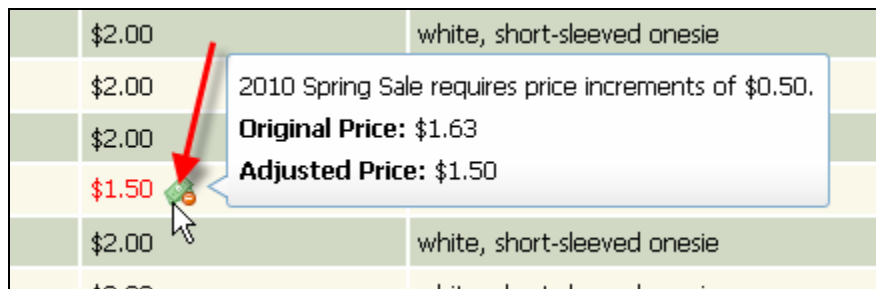 $2.00 white, short-sleeved onesie
$2.00
2010 Spring Sale requires price increments of $0.50.
Original Price: $1.63
$2.00
Adjusted Price: $1.50
$1.50
$2.00 white, short-sleeved onesie